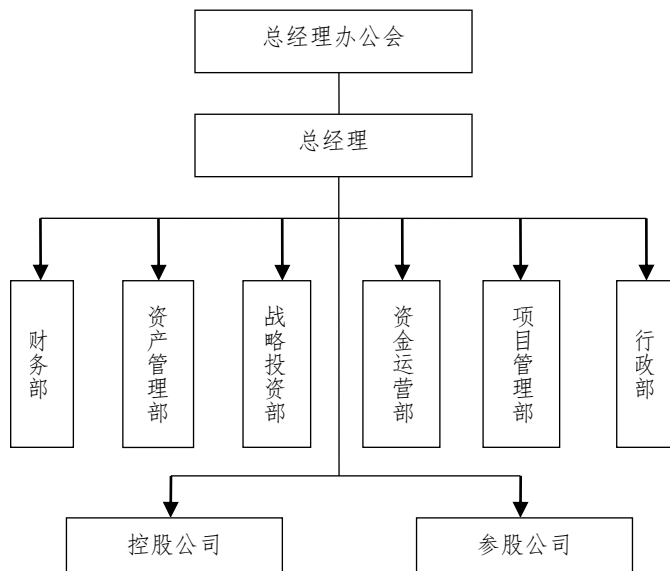 总经理办公会
总经理
财务部
资产管理部
战略投资部
资金运营部
项目管理部
行政部
控股公司
参股公司